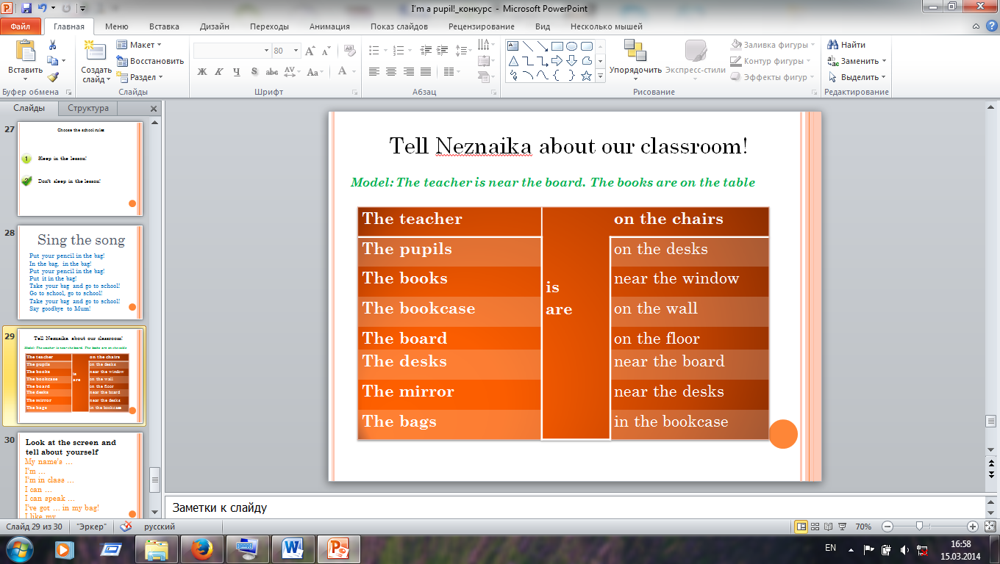 I'm a pupil!_конкурс - Microsoft PowerPoint
Файл Главная Меню Вставка Дизайн Переходы Анимация Показ слайдов Рецензирование Вид Несколько мышей
Вставить
Буфер обмена
Создать слайд
Макет
Восстановить
Раздел
Слайды
80
Ж К Ч S abc AV Aa А
Шрифт
Абзац
Упорядочить
Экспресс-стили
Заливка фигуры
Контур фигуры
Эффекты фигур
Рисование
Найти
Заменить
Выделить
Редактирование
Слайды Структура
27
Choose the school rules
1 Sleep in the lesson!
2 Don't sleep in the lesson!
28
Sing the song
Put your pencil in the bag!
In the bag, in the bag!
Put your pencil in the bag!
Put it in the bag!
Take your bag and go to school!
Go to school, go to school!
Take your bag and go to school!
Say goodbye to Mum!
29
Tell Neznaika about our classroom!
Model: The teacher is near the board. The books are on the table
The teacher on the chairs
The pupils on the desks
The books near the window
is
The bookcase on the wall
are
The board on the floor
The desks near the board
The mirror near the desks
The bags in the bookcase
30
Look at the screen and
tell about yourself
My name's ...
I'm ...
I'm in class ...
I can ...
I can speak ...
I've got ... in my bag!
I like my
Tell Neznaika about our classroom!
Model: The teacher is near the board. The books are on the table
The teacher on the chairs
The pupils on the desks
The books near the window
is
The bookcase on the wall
are
The board on the floor
The desks near the board
The mirror near the desks
The bags in the bookcase
Заметки к слайду
Слайд 29 из 30 "Эркер" русский 70%
EN 16:58
15.03.2014